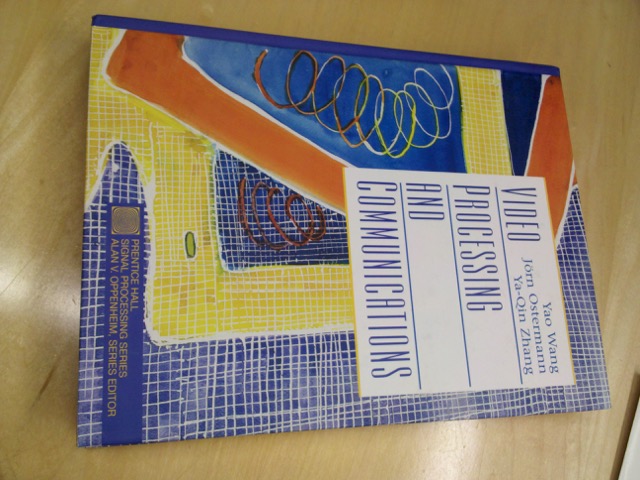 Yao Wang
Jörn Ostermann
Ya-Qin Zhang
VIDEO
PROCESSING
AND
COMMUNICATIONS
PRENTICE HALL
SIGNAL PROCESSING SERIES
ALAN V. OPPENHEIM, SERIES EDITOR